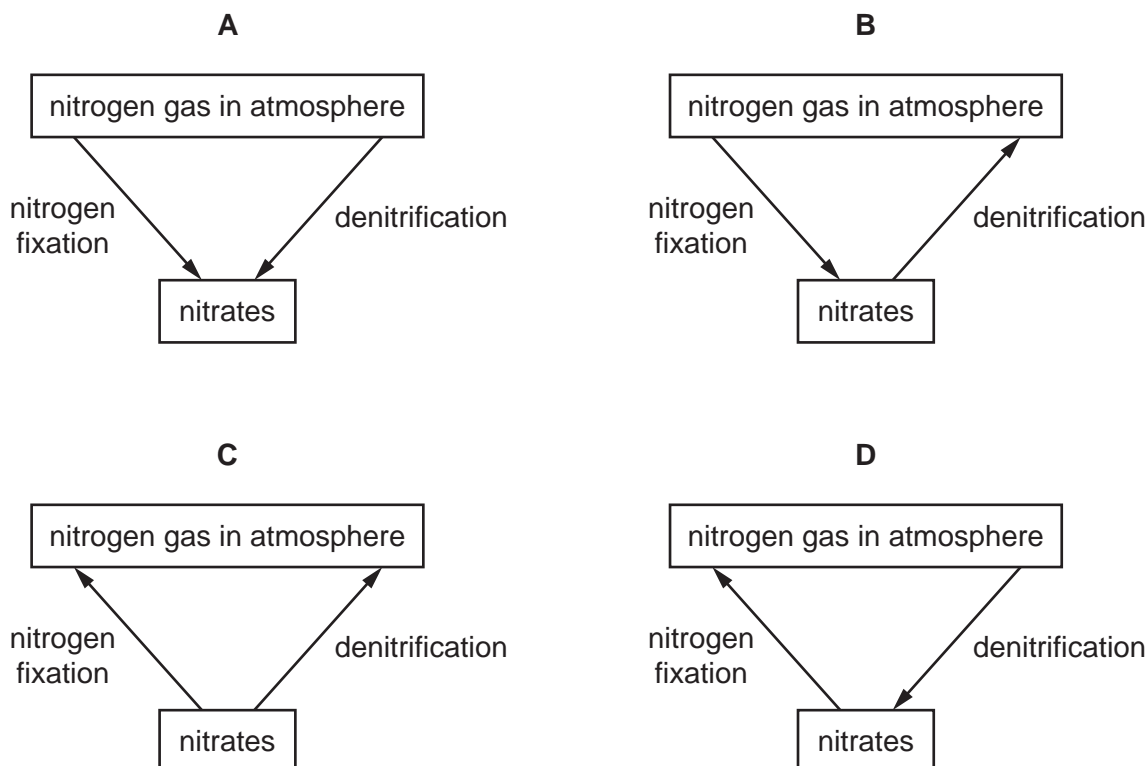 A
nitrogen gas in atmosphere
nitrogen
fixation
denitrification
nitrates
B
nitrogen gas in atmosphere
nitrogen
fixation
denitrification
nitrates
C
nitrogen gas in atmosphere
nitrogen
fixation
denitrification
nitrates
D
nitrogen gas in atmosphere
nitrogen
fixation
denitrification
nitrates